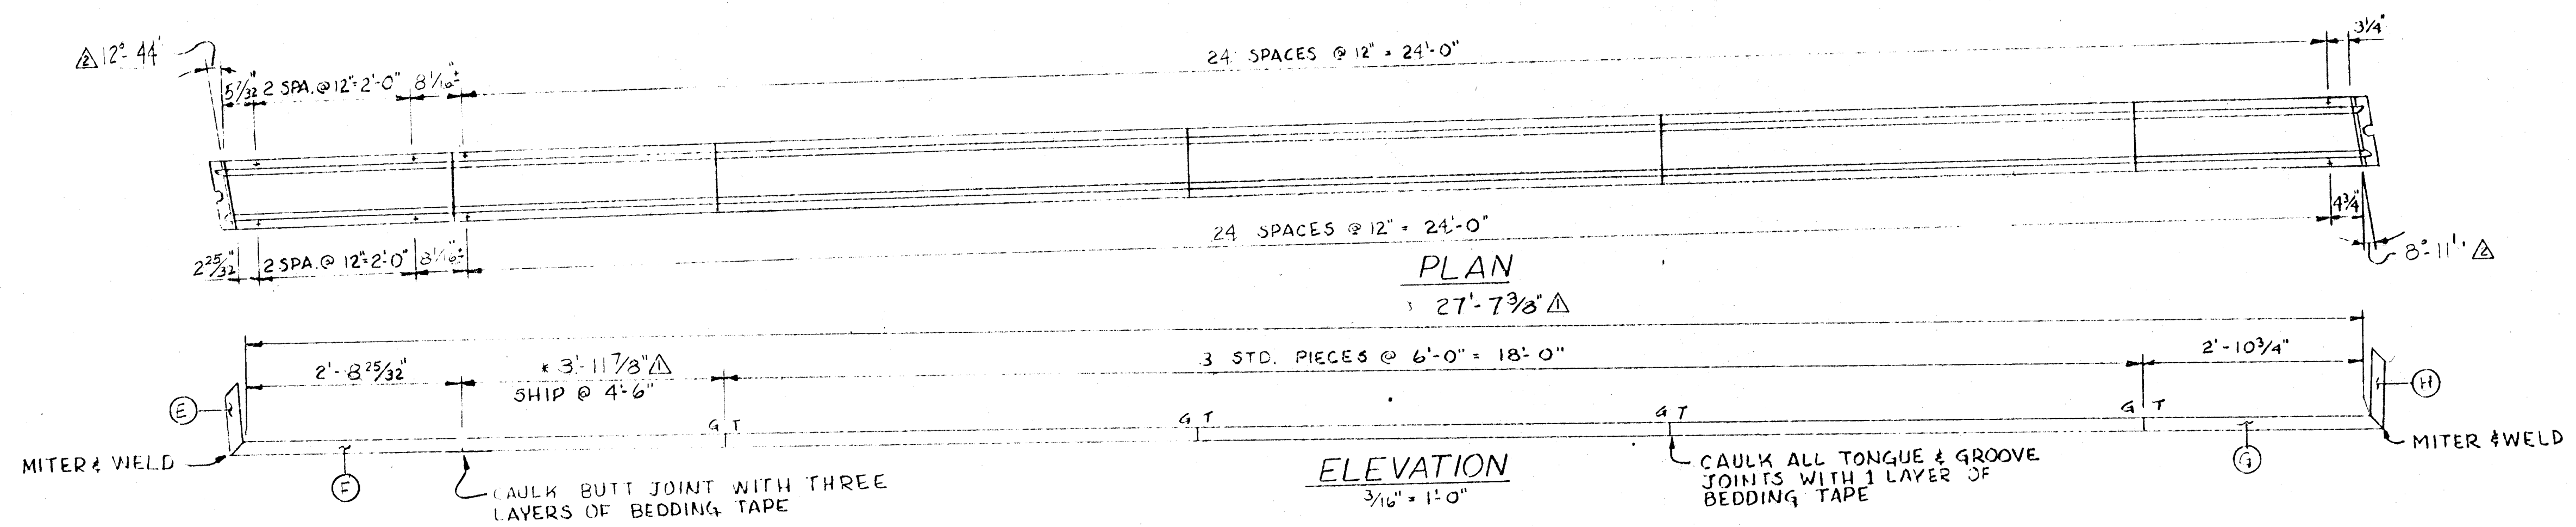 △2 12°-44'
24 SPACES @ 12" = 24'-0"
3 1/4"
5 7/32" 2 SPA. @ 12"=2'-0" 8 1/16"±
2 25/32" 2 SPA. @ 12"=2'-0" 8 1/16"±
24 SPACES @ 12" = 24'-0"
4 3/4"
8°-11' △2
PLAN
27'-7 3/8" △1
2'-8 25/32"
* 3'-11 7/8" △1
SHIP @ 4'-6"
3 STD. PIECES @ 6'-0" = 18'-0"
2'-10 3/4"
E
H
G T
G T
G T
G T
MITER & WELD
F
CAULK BUTT JOINT WITH THREE
LAYERS OF BEDDING TAPE
ELEVATION
3/16" = 1'-0"
CAULK ALL TONGUE & GROOVE
JOINTS WITH 1 LAYER OF
BEDDING TAPE
G
MITER & WELD